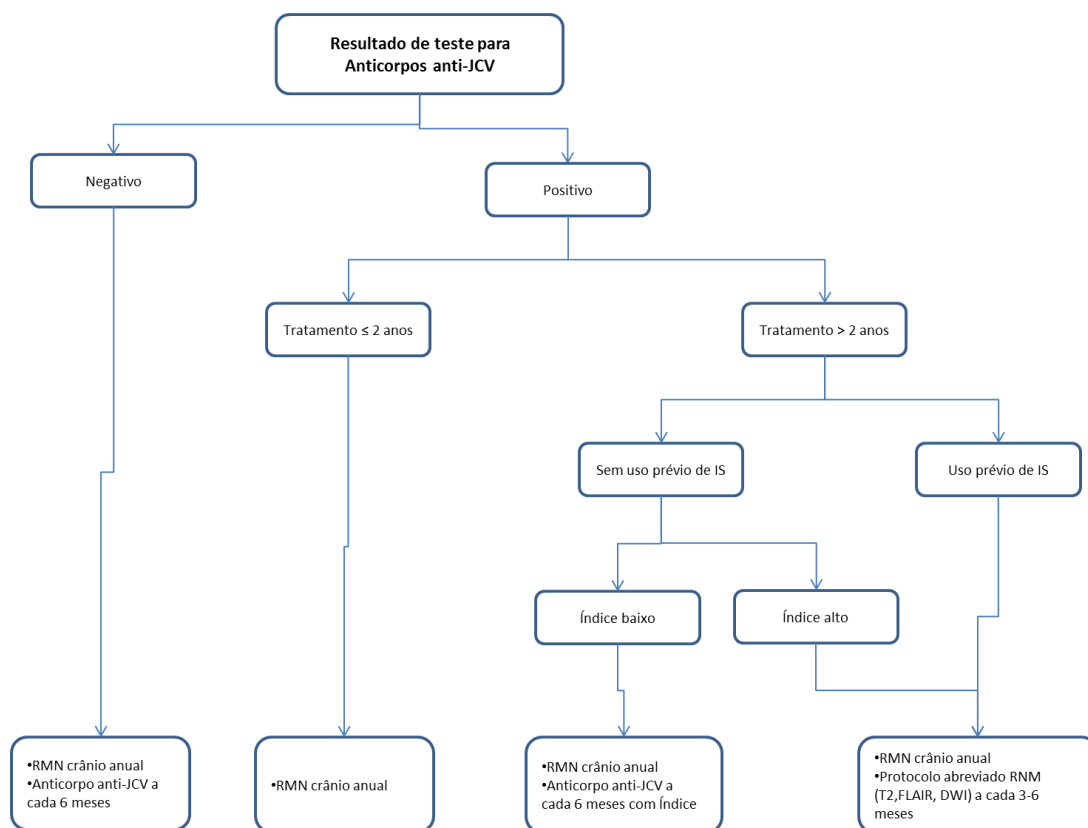 Resultado de teste para
Anticorpos anti-JCV
Negativo
Positivo
Tratamento ≤ 2 anos
Tratamento > 2 anos
Sem uso prévio de IS
Uso prévio de IS
Índice baixo
Índice alto
•RMN crânio anual
•Anticorpo anti-JCV a
cada 6 meses
•RMN crânio anual
•RMN crânio anual
•Anticorpo anti-JCV a
cada 6 meses com Índice
•RMN crânio anual
•Protocolo abreviado RNM
(T2,FLAIR, DWI) a cada 3-6
meses